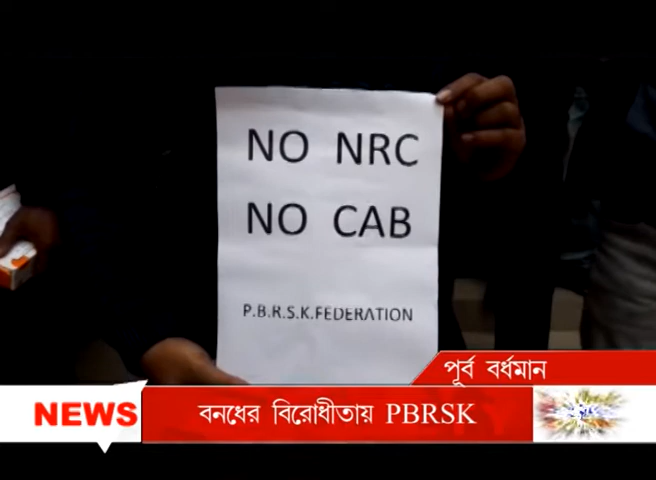 NO NRC
NO CAB
P.B.R.S.K.FEDERATION
পূর্ব বর্ধমান
NEWS
বনধের বিরোধীতায় PBRSK